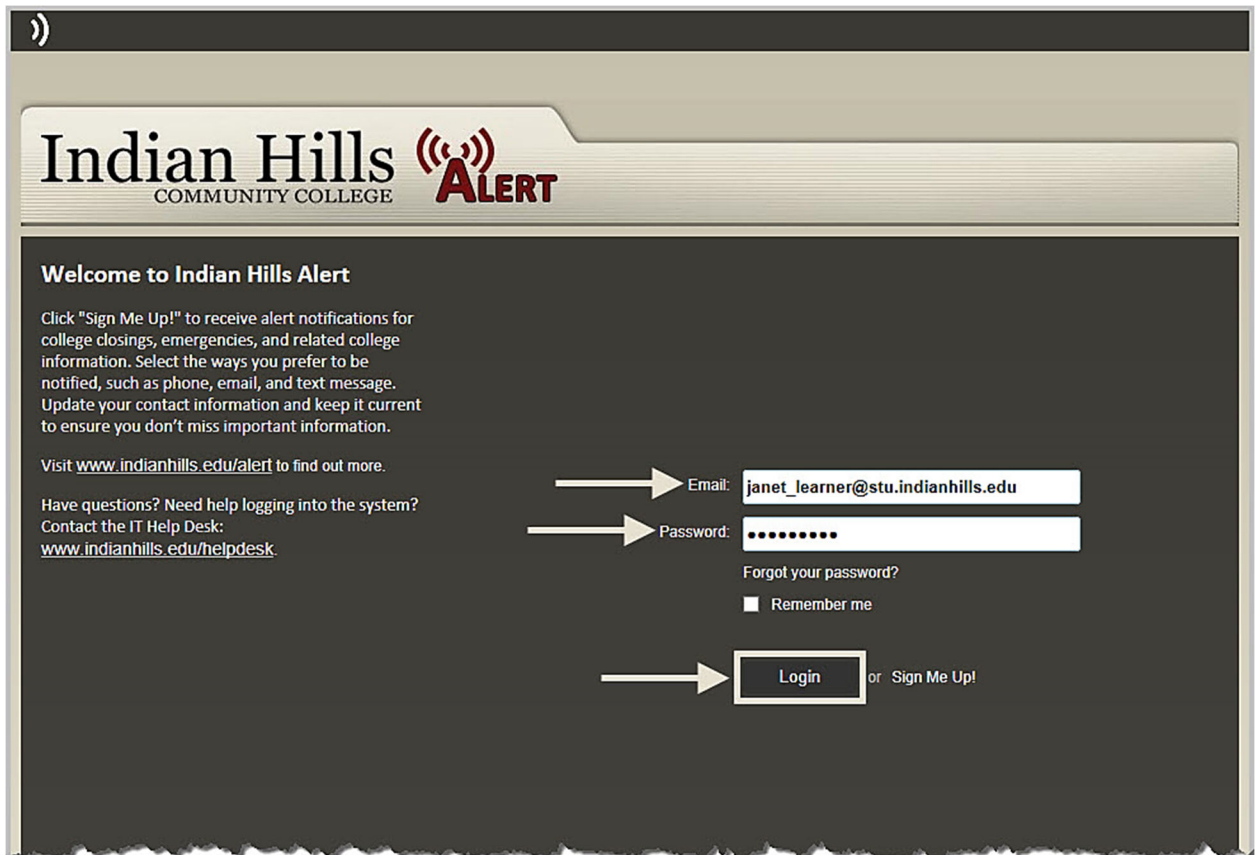 Indian Hills
COMMUNITY COLLEGE
ALERT
Welcome to Indian Hills Alert
Click "Sign Me Up!" to receive alert notifications for
college closings, emergencies, and related college
information. Select the ways you prefer to be
notified, such as phone, email, and text message.
Update your contact information and keep it current
to ensure you don't miss important information.
Visit www.indianhills.edu/alert to find out more.
Have questions? Need help logging into the system?
Contact the IT Help Desk:
www.indianhills.edu/helpdesk.
Email: janet_learner@stu.indianhills.edu
Password: •••••••••
Forgot your password?
Remember me
Login or Sign Me Up!